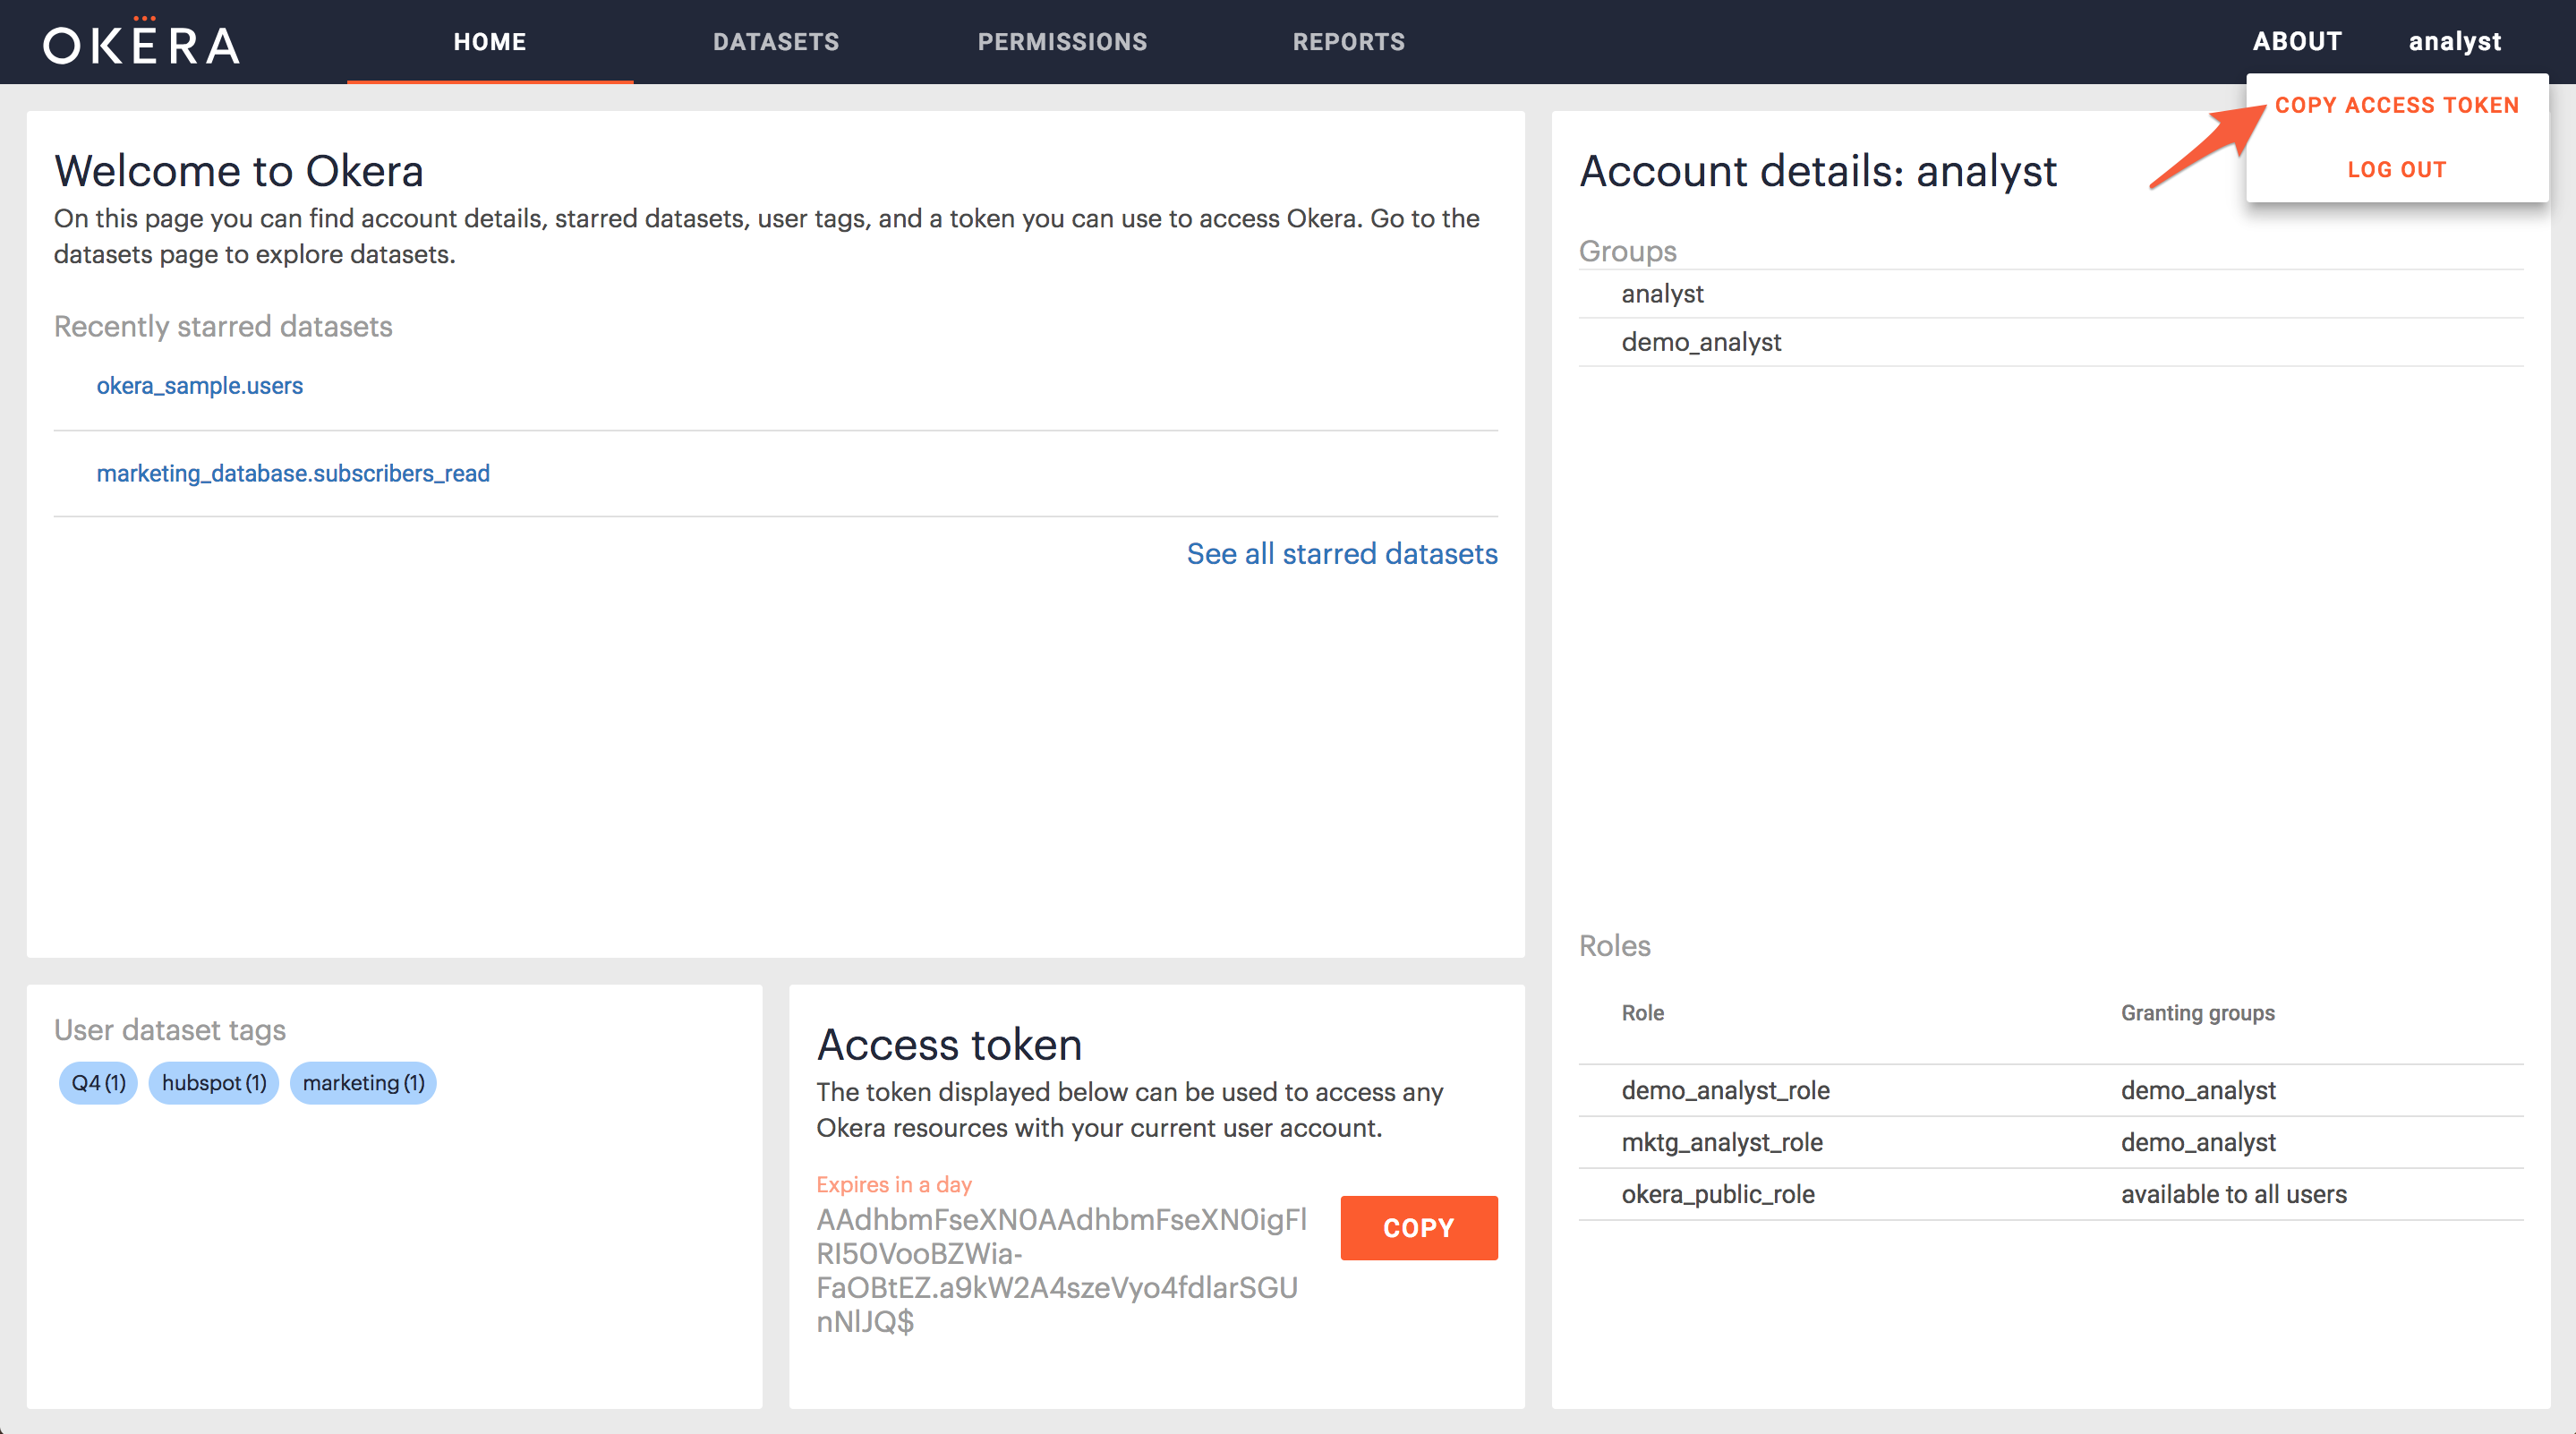 OKERA
HOME
DATASETS
PERMISSIONS
REPORTS
ABOUT
analyst
COPY ACCESS TOKEN
LOG OUT
Welcome to Okera
On this page you can find account details, starred datasets, user tags, and a token you can use to access Okera. Go to the
datasets page to explore datasets.
Recently starred datasets
okera_sample.users
marketing_database.subscribers_read
See all starred datasets
Account details: analyst
Groups
analyst
demo_analyst
Roles
Role Granting groups
demo_analyst_role demo_analyst
mktg_analyst_role demo_analyst
okera_public_role available to all users
User dataset tags
Q4 (1) hubspot (1) marketing (1)
Access token
The token displayed below can be used to access any
Okera resources with your current user account.
Expires in a day
AAdhbmFseXN0AAdhbmFseXN0igFl
RI50VooBZWia-
FaOBtEZ.a9kW2A4szeVyo4fdlarSGU
nNlJQ$
COPY